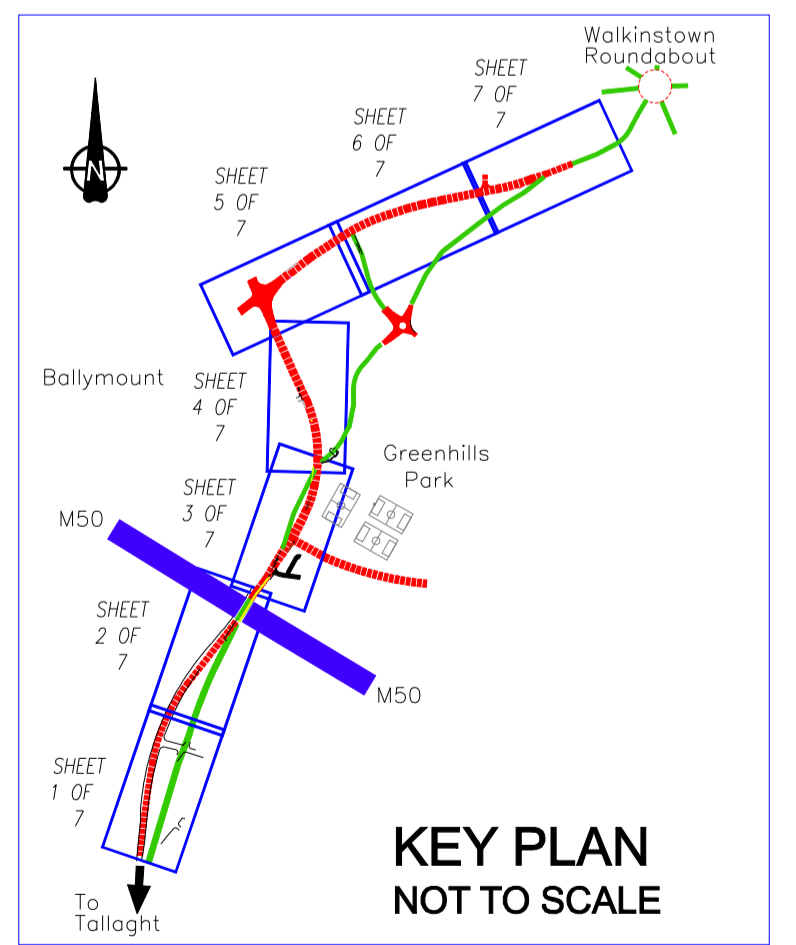 Walkinstown
Roundabout
SHEET
7 OF
7
SHEET
6 OF
7
N
SHEET
5 OF
7
Ballymount
SHEET
4 OF
7
Greenhills
Park
SHEET
3 OF
7
M50
SHEET
2 OF
7
M50
SHEET
1 OF
7
KEY PLAN
NOT TO SCALE
To
Tallaght